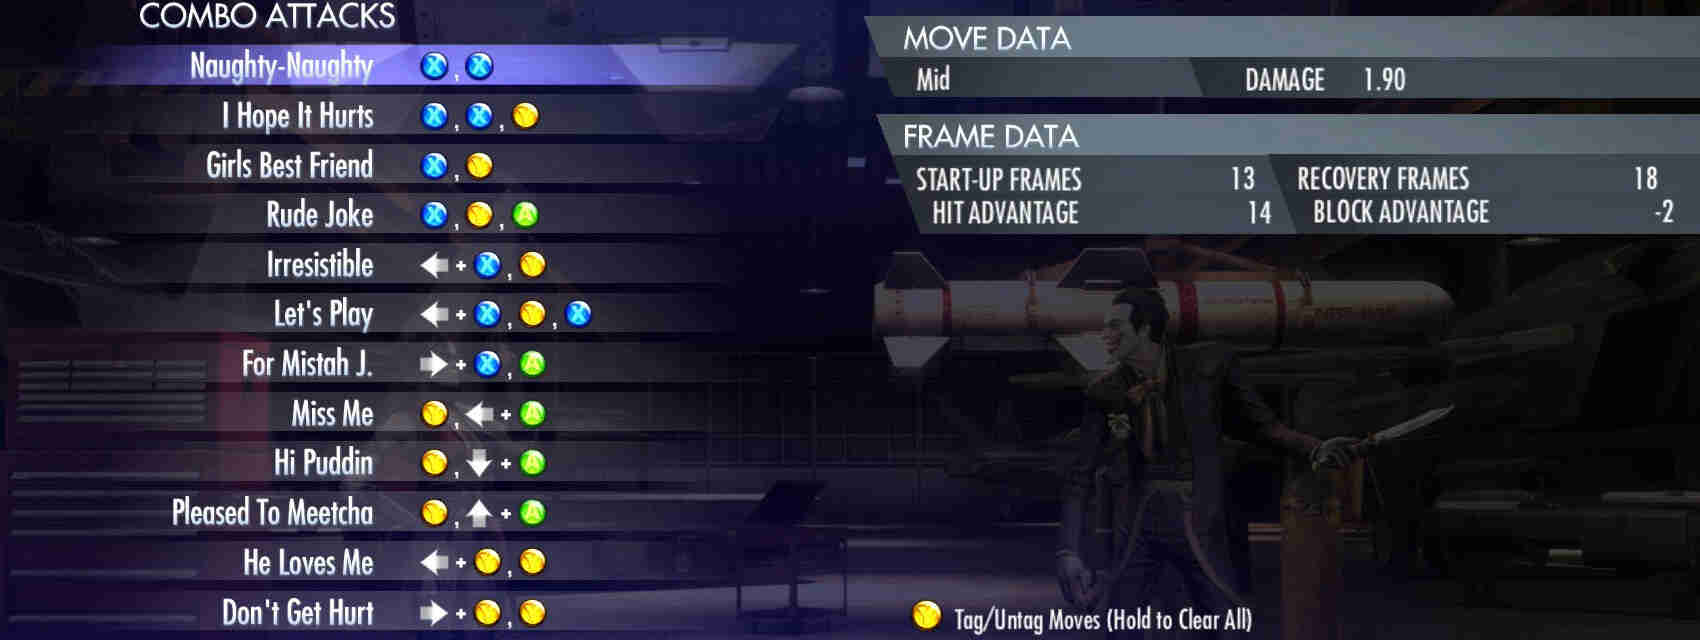 COMBO ATTACKS
Naughty-Naughty X , X
I Hope It Hurts X , X , Y
Girls Best Friend X , Y
Rude Joke X , Y , A
Irresistible ← + X , Y
Let's Play ← + X , Y , X
For Mistah J. → + X , A
Miss Me Y , ← + A
Hi Puddin Y , ↓ + A
Pleased To Meetcha Y , ↑ + A
He Loves Me ← + Y , Y
Don't Get Hurt → + Y , Y
MOVE DATA
Mid DAMAGE 1.90
FRAME DATA
START-UP FRAMES 13 RECOVERY FRAMES 18
HIT ADVANTAGE 14 BLOCK ADVANTAGE -2
Y Tag/Untag Moves (Hold to Clear All)